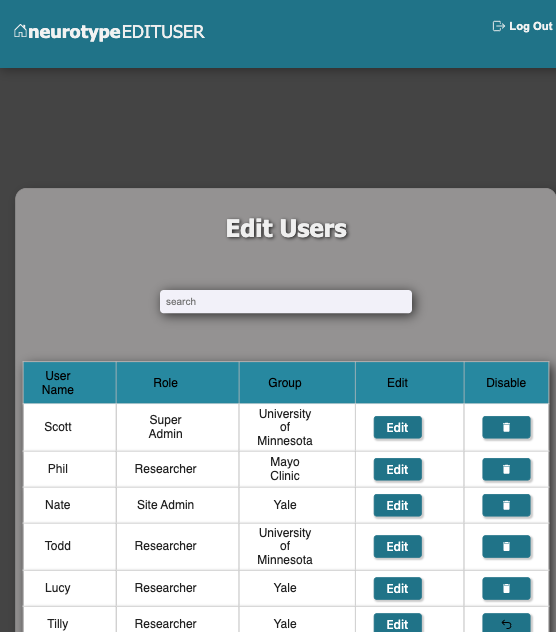 neurotypeEDITUSER
Log Out
Edit Users
search
User Name Role Group Edit Disable
Scott Super Admin University of Minnesota Edit
Phil Researcher Mayo Clinic Edit
Nate Site Admin Yale Edit
Todd Researcher University of Minnesota Edit
Lucy Researcher Yale Edit
Tilly Researcher Yale Edit